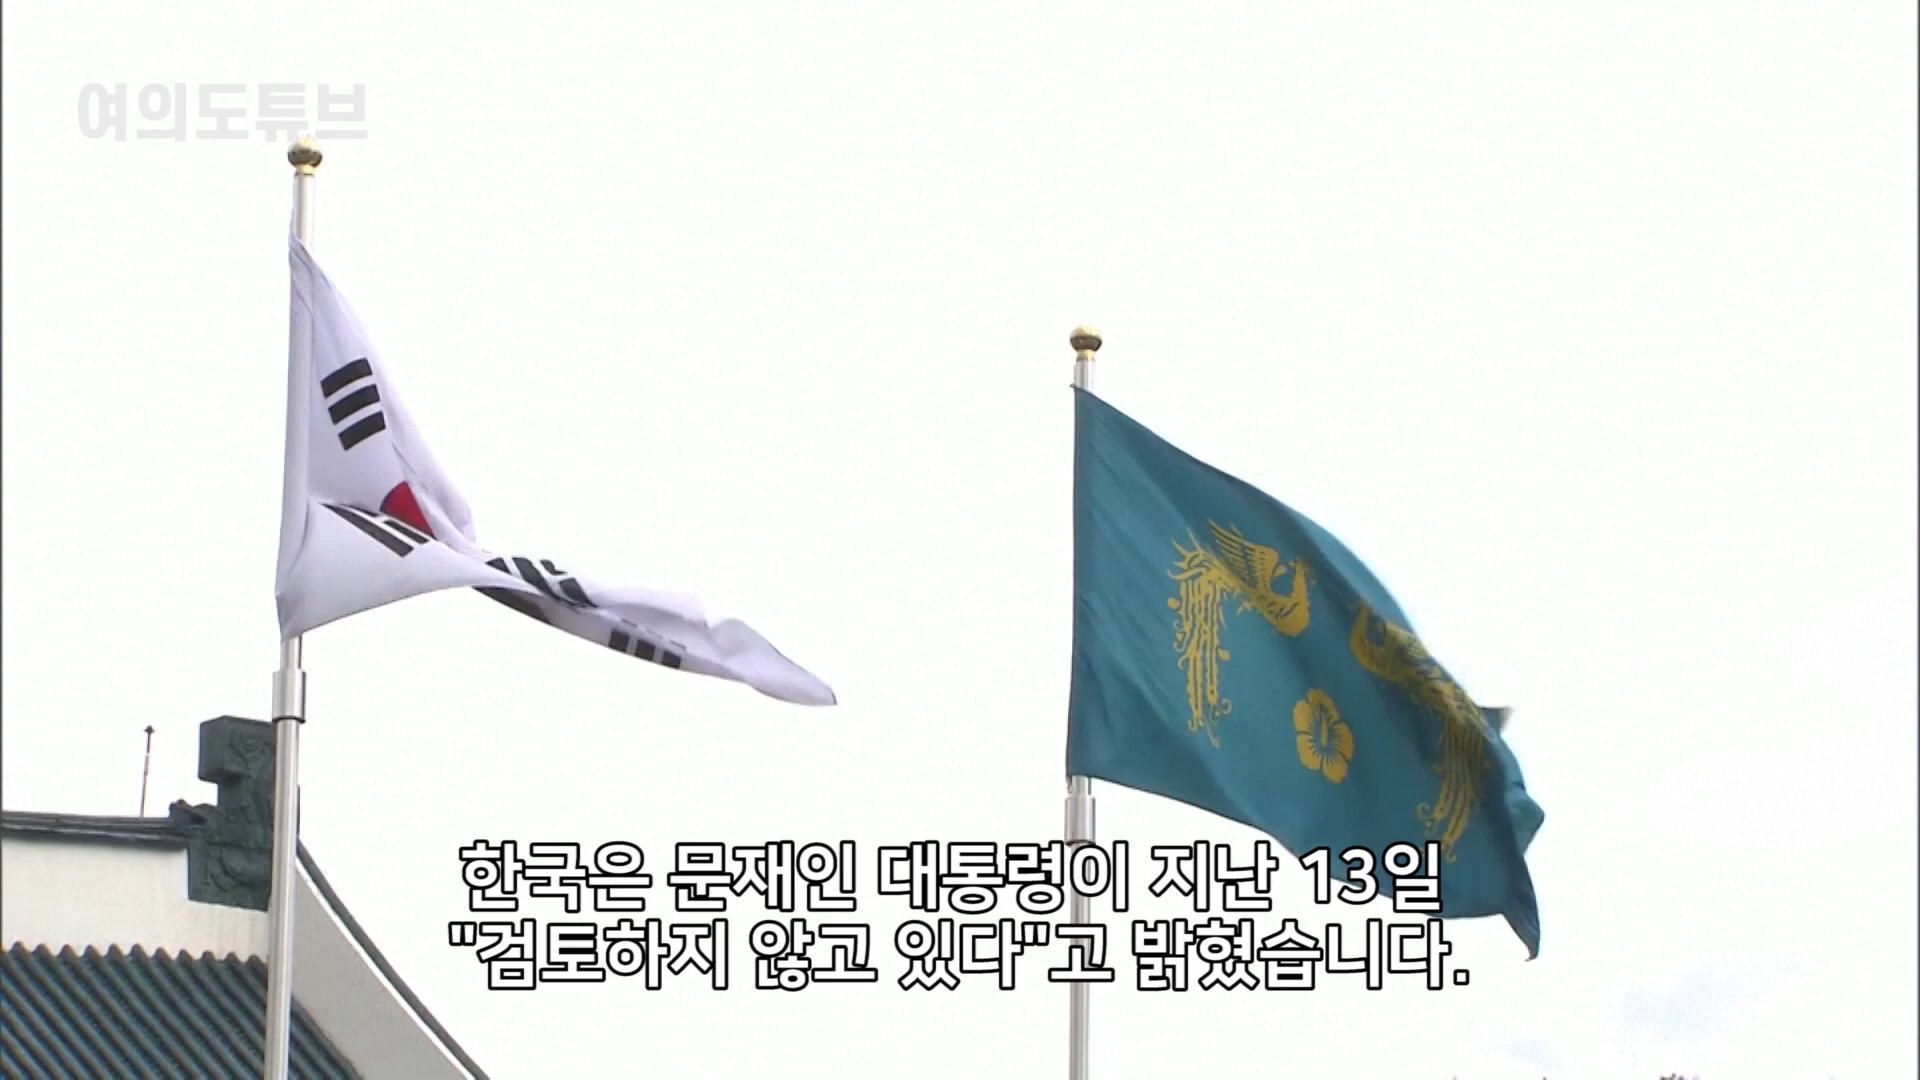 여의도튜브
한국은 문재인 대통령이 지난 13일
"검토하지 않고 있다"고 밝혔습니다.